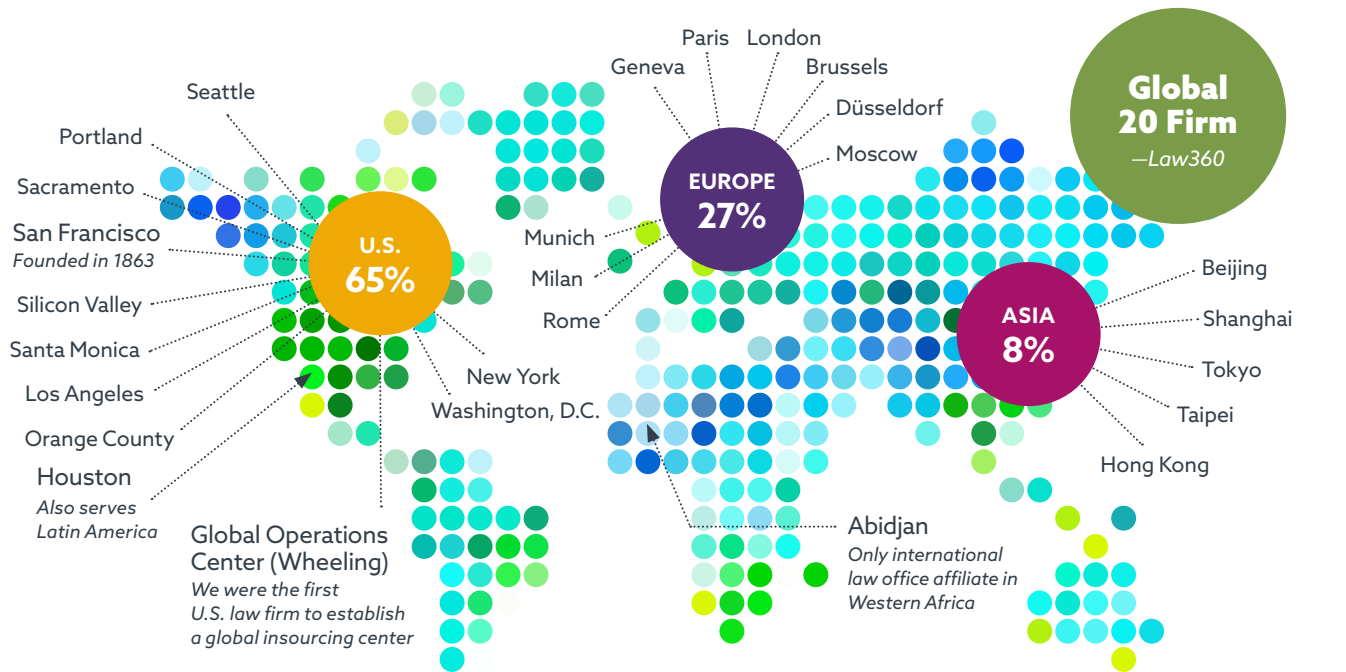 Paris
London
Geneva
Brussels
Düsseldorf
Moscow
Global
20 Firm
—Law360
Seattle
Portland
Sacramento
San Francisco
Founded in 1863
Silicon Valley
Santa Monica
Los Angeles
Orange County
Houston
Also serves
Latin America
U.S.
65%
New York
Washington, D.C.
Global Operations
Center (Wheeling)
We were the first
U.S. law firm to establish
a global insourcing center
EUROPE
27%
Munich
Milan
Rome
Abidjan
Only international
law office affiliate in
Western Africa
ASIA
8%
Beijing
Shanghai
Tokyo
Taipei
Hong Kong